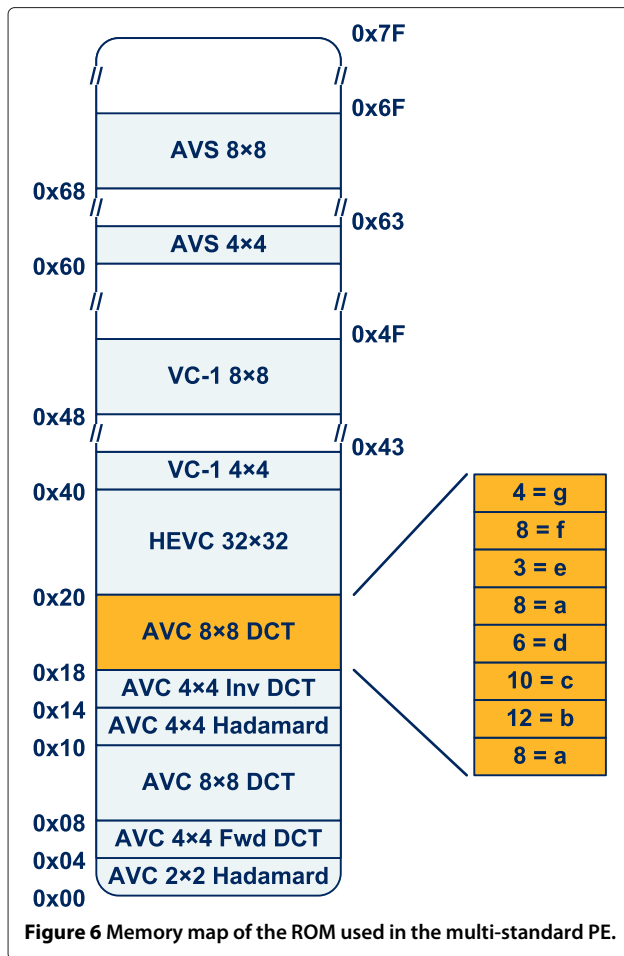 0x7F
0x6F
AVS 8×8
0x68
0x63
AVS 4×4
0x60
0x4F
VC-1 8×8
0x48
0x43
VC-1 4×4
0x40
HEVC 32×32
0x20
AVC 8×8 DCT
0x18
AVC 4×4 Inv DCT
0x14
AVC 4×4 Hadamard
0x10
AVC 8×8 DCT
0x08
AVC 4×4 Fwd DCT
0x04
AVC 2×2 Hadamard
0x00
4 = g
8 = f
3 = e
8 = a
6 = d
10 = c
12 = b
8 = a
Figure 6 Memory map of the ROM used in the multi-standard PE.